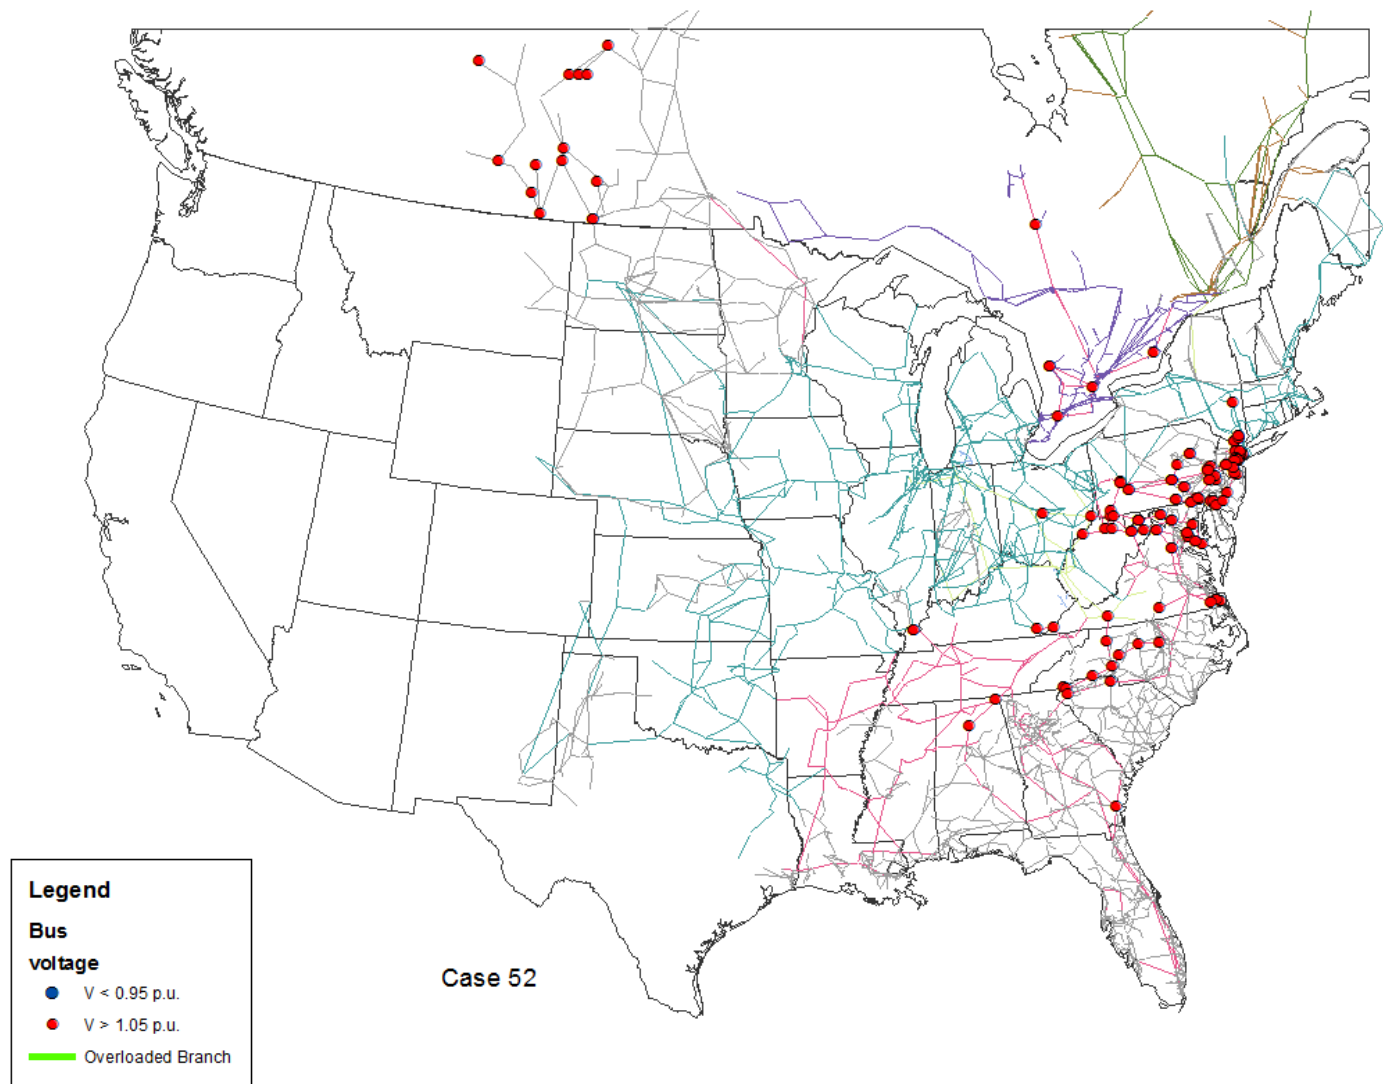 Legend
Bus
voltage
V < 0.95 p.u.
V > 1.05 p.u.
Overloaded Branch
Case 52